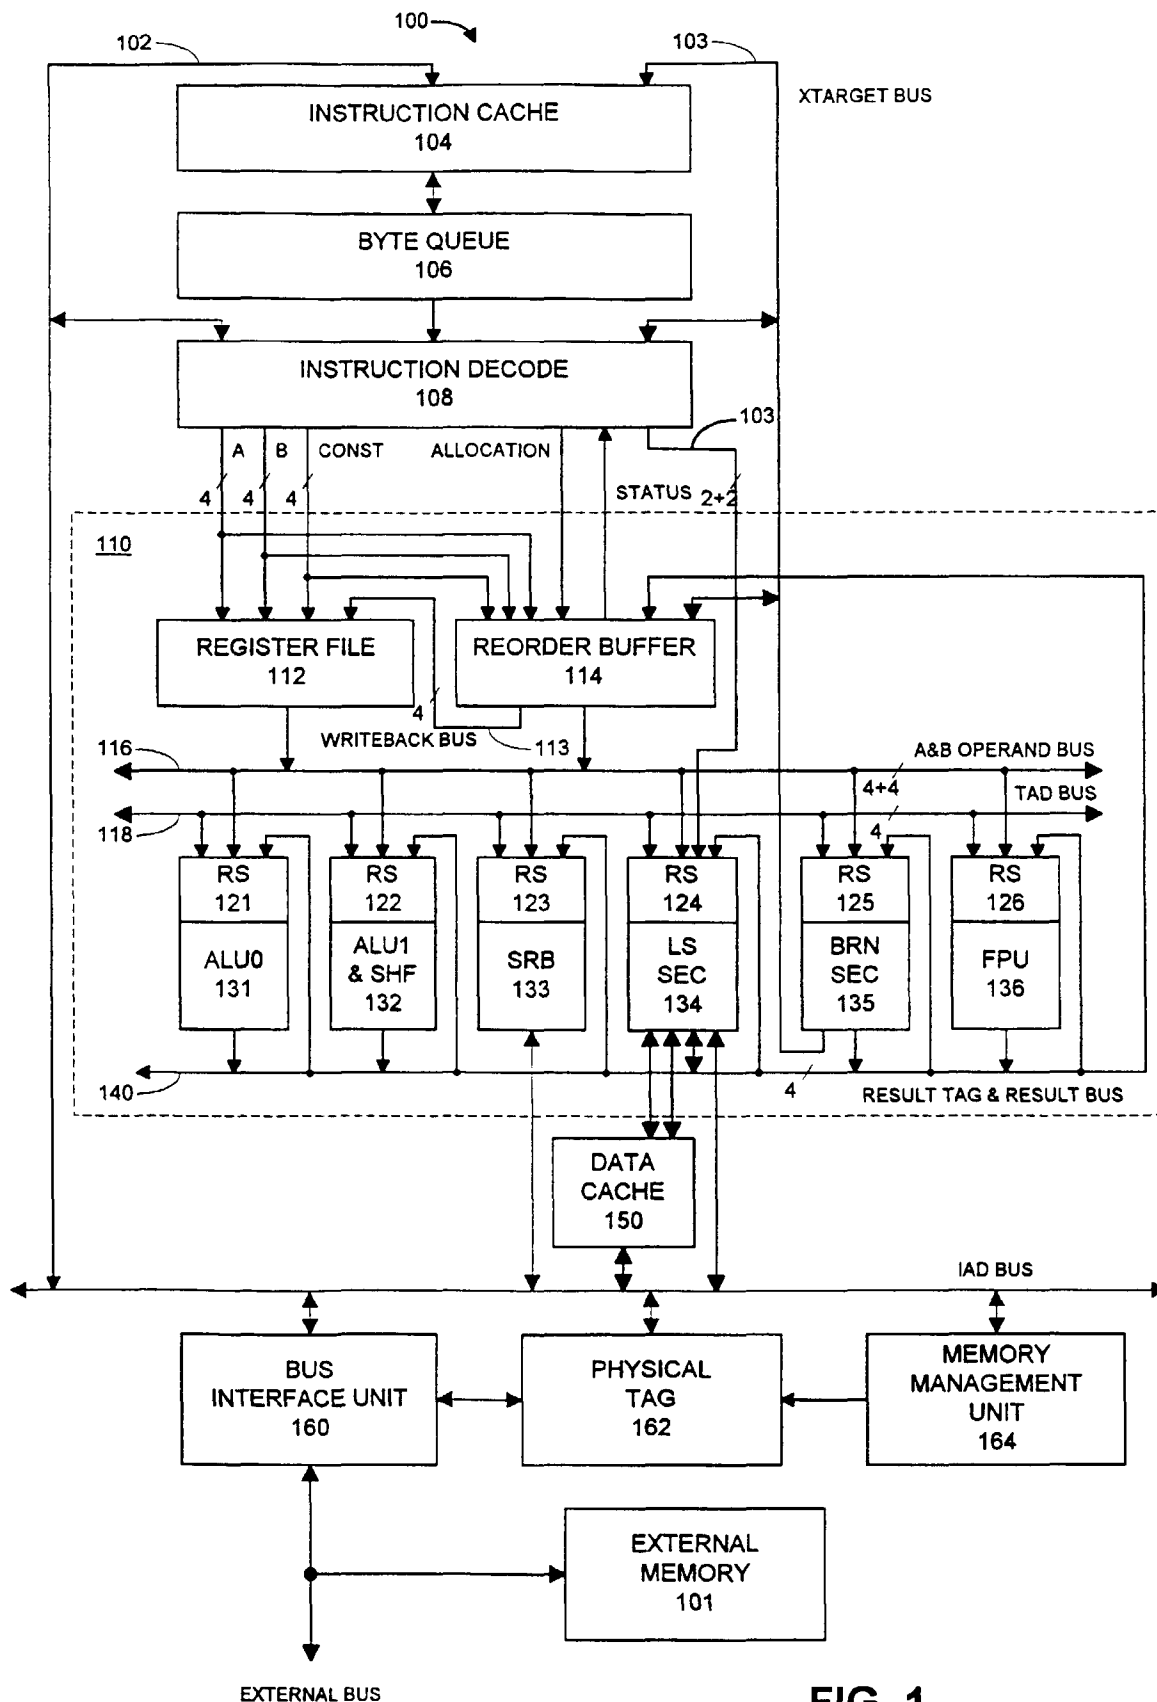 100
102
103
XTARGET BUS
INSTRUCTION CACHE
104
BYTE QUEUE
106
INSTRUCTION DECODE
108
103
A
B
CONST
ALLOCATION
4
4
4
STATUS
2+2
110
REGISTER FILE
112
REORDER BUFFER
114
4
WRITEBACK BUS
113
116
A&B OPERAND BUS
4+4
TAD BUS
118
4
RS
121
RS
122
RS
123
RS
124
RS
125
RS
126
ALU0
131
ALU1
& SHF
132
SRB
133
LS
SEC
134
BRN
SEC
135
FPU
136
140
4
RESULT TAG & RESULT BUS
DATA
CACHE
150
IAD BUS
BUS
INTERFACE UNIT
160
PHYSICAL
TAG
162
MEMORY
MANAGEMENT
UNIT
164
EXTERNAL
MEMORY
101
EXTERNAL BUS
FIG. 1